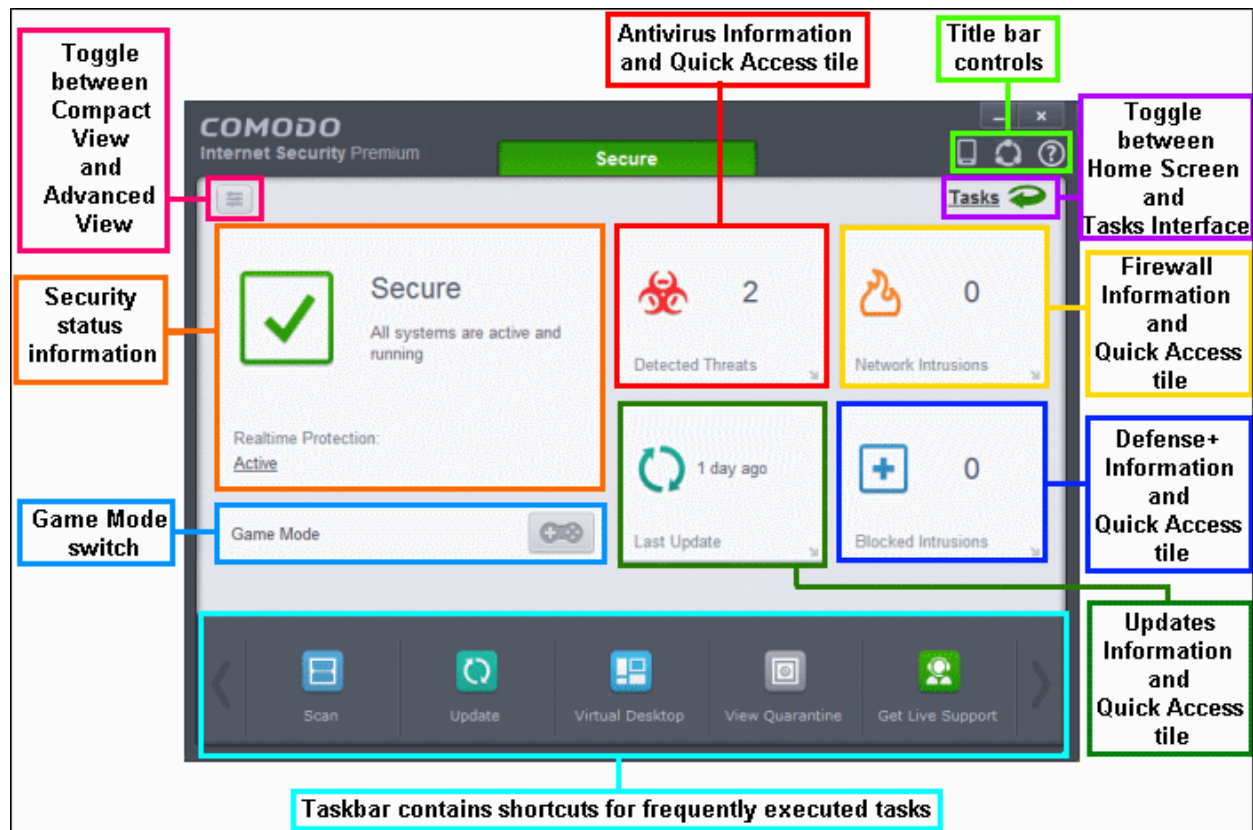 Toggle
between
Compact
View
and
Advanced
View
Antivirus Information
and Quick Access tile
Title bar
controls
Toggle
between
Home Screen
and
Tasks Interface
COMODO
Internet Security Premium
Secure
Tasks
Security
status
information
Secure
All systems are active and
running
Realtime Protection:
Active
2
Detected Threats
0
Network Intrusions
Firewall
Information
and
Quick Access
tile
1 day ago
Last Update
0
Blocked Intrusions
Defense+
Information
and
Quick Access
tile
Game Mode
switch
Game Mode
Updates
Information
and
Quick Access
tile
Scan
Update
Virtual Desktop
View Quarantine
Get Live Support
Taskbar contains shortcuts for frequently executed tasks